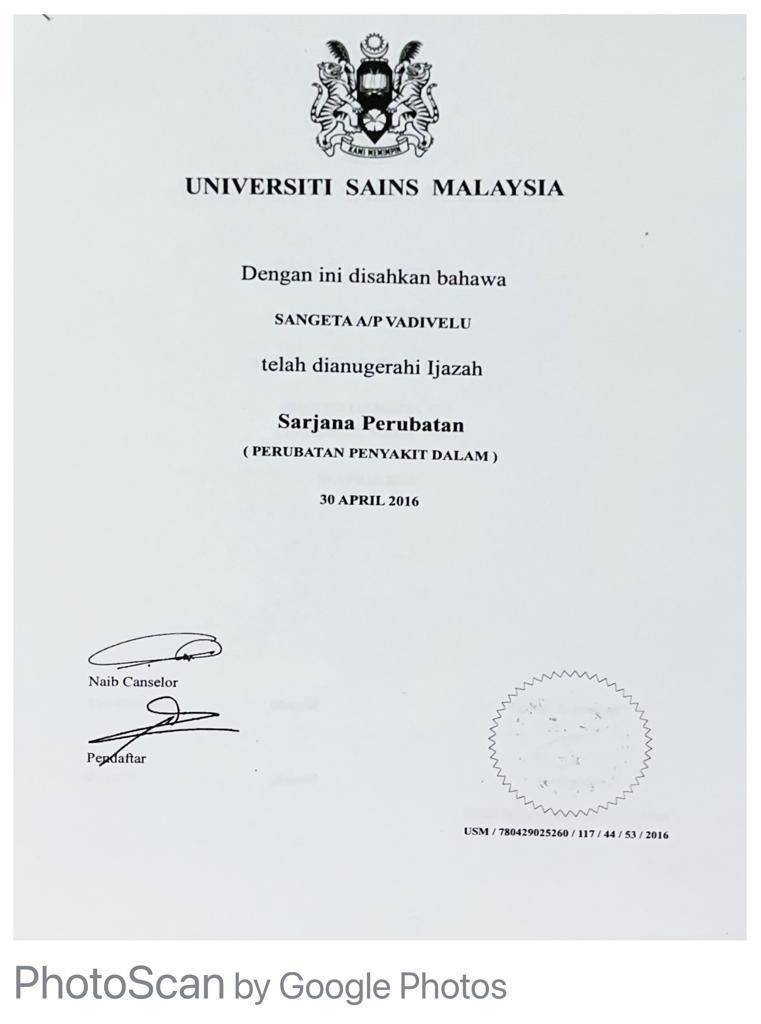 KAMI MEMIMPIN
UNIVERSITI SAINS MALAYSIA
Dengan ini disahkan bahawa
SANGETA A/P VADIVELU
telah dianugerahi Ijazah
Sarjana Perubatan
( PERUBATAN PENYAKIT DALAM )
30 APRIL 2016
Naib Canselor
Pendaftar
USM / 780429025260 / 117 / 44 / 53 / 2016
PhotoScan by Google Photos